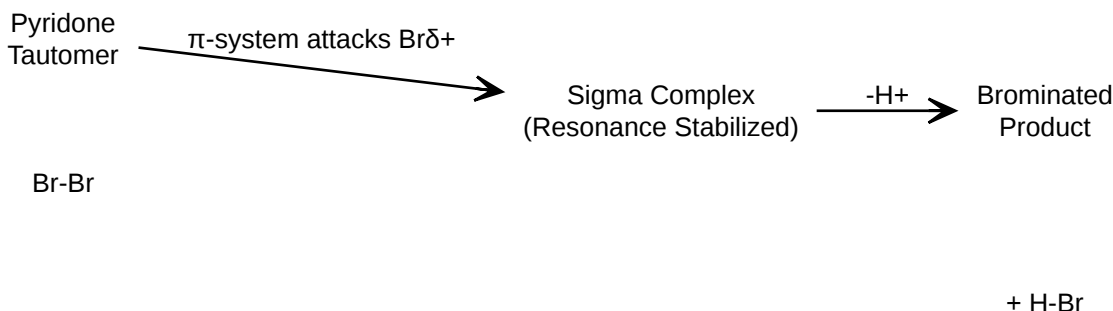 Pyridone
Tautomer
π-system attacks Brδ+
Sigma Complex
(Resonance Stabilized)
-H+
Brominated
Product
Br-Br
+ H-Br